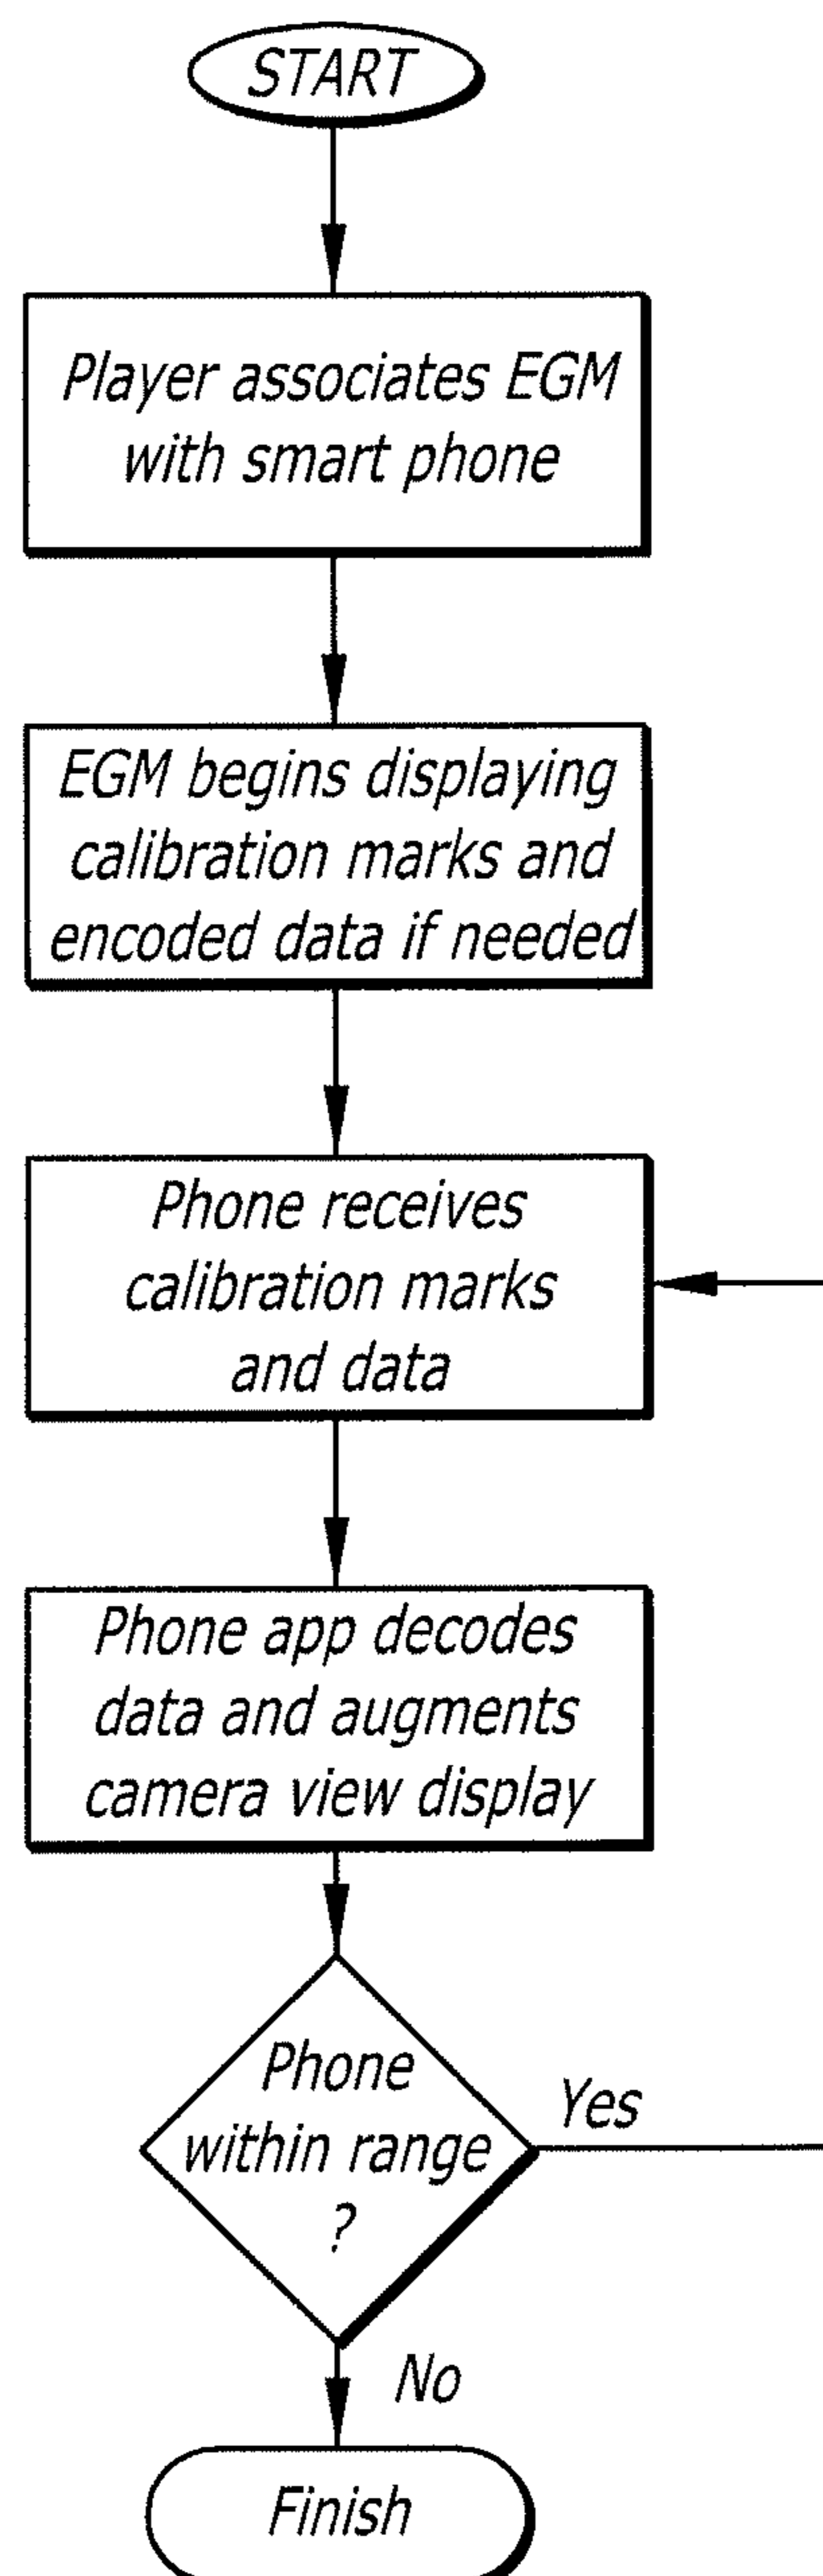 START
Player associates EGM
with smart phone
EGM begins displaying
calibration marks and
encoded data if needed
Phone receives
calibration marks
and data
Phone app decodes
data and augments
camera view display
Phone
within range
?
Yes
No
Finish